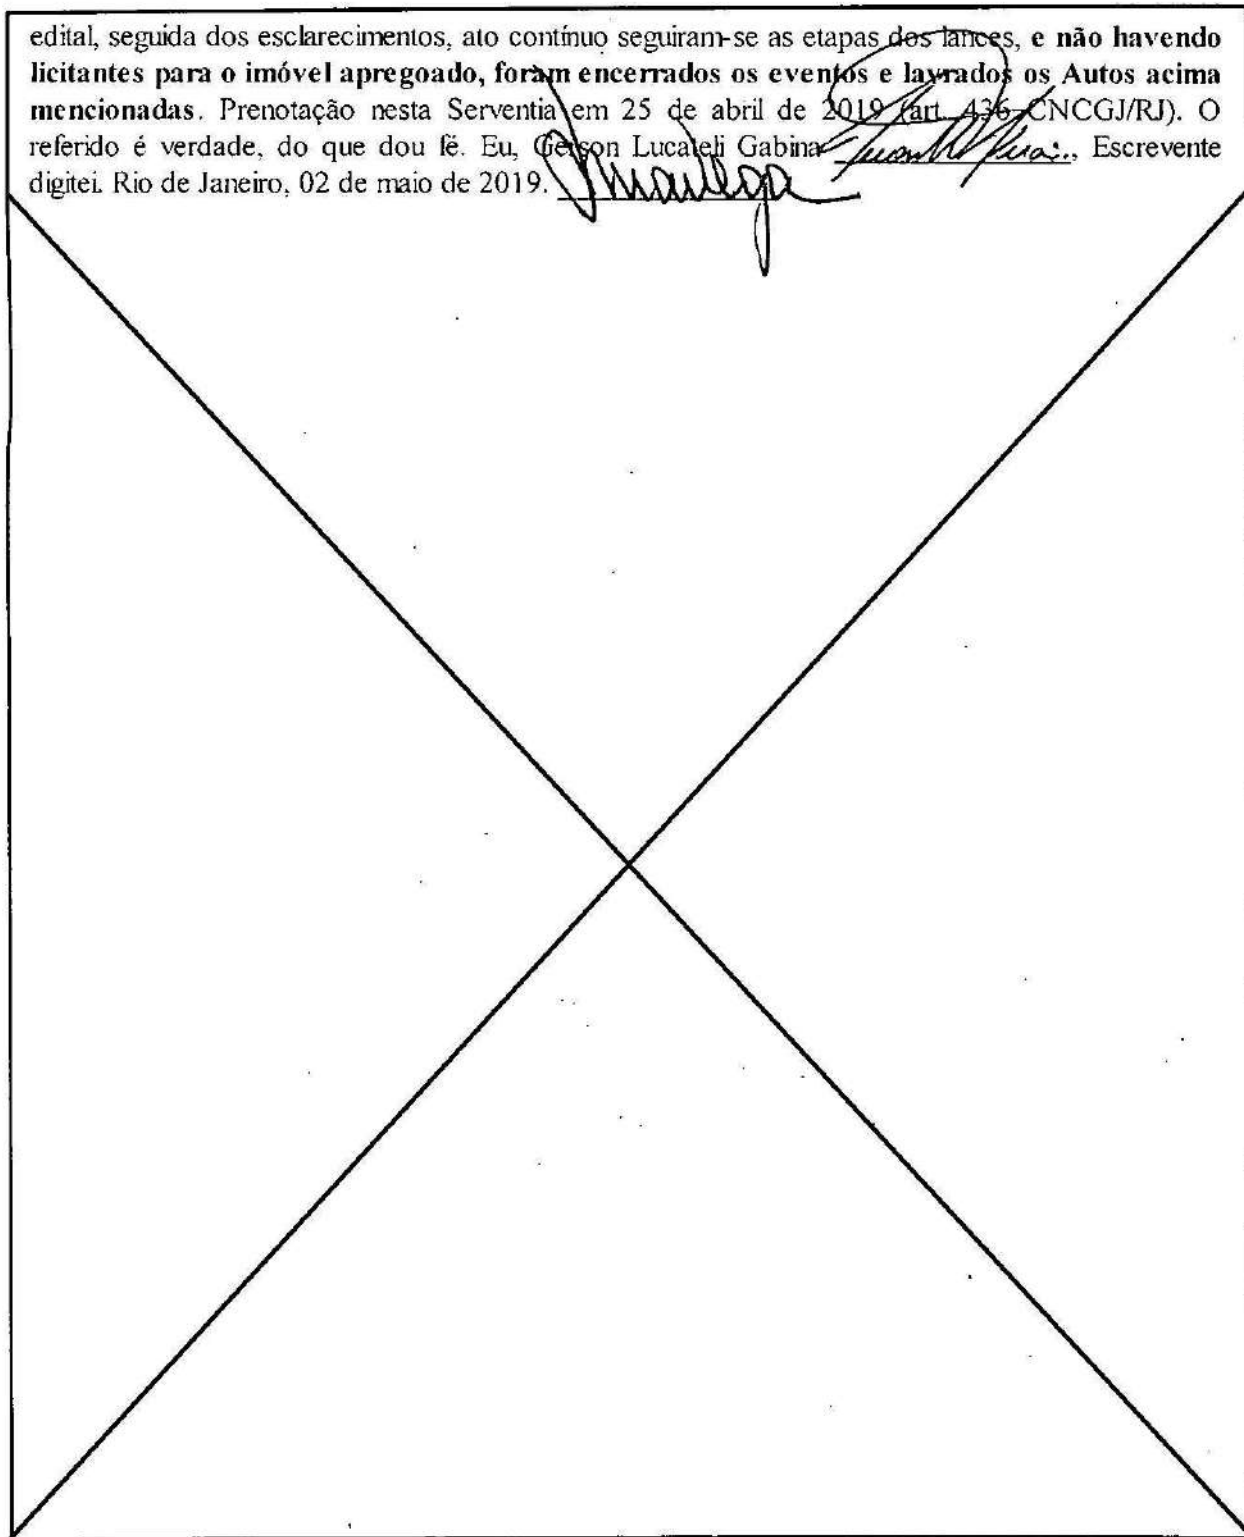 edital, seguida dos esclarecimentos, ato contínuo seguiram-se as etapas dos lances, e não havendo
licitantes para o imóvel apregoado, foram encerrados os eventos e lavrados os Autos acima
mencionadas. Prenotação nesta Serventia em 25 de abril de 2019 (art. 436 CNCGJ/RJ). O
referido é verdade, do que dou fé. Eu, Gerson Lucateli Gabina , Escrevente
digitei. Rio de Janeiro, 02 de maio de 2019.